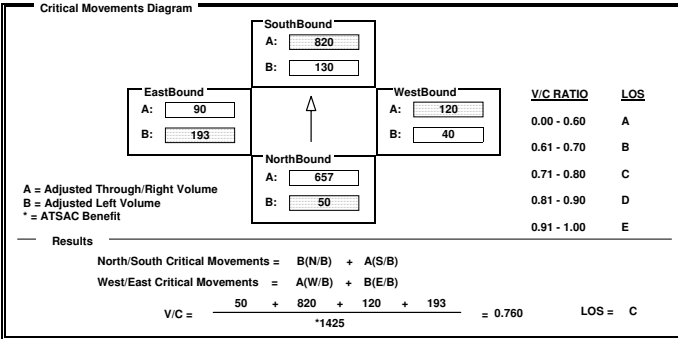 Critical Movements Diagram
SouthBound
A: 820
B: 130
EastBound
A: 90
B: 193
WestBound
A: 120
B: 40
NorthBound
A: 657
B: 50
V/C RATIO LOS
0.00 - 0.60 A
0.61 - 0.70 B
0.71 - 0.80 C
0.81 - 0.90 D
0.91 - 1.00 E
A = Adjusted Through/Right Volume
B = Adjusted Left Volume
* = ATSAC Benefit
Results
North/South Critical Movements = B(N/B) + A(S/B)
West/East Critical Movements = A(W/B) + B(E/B)
V/C = 50 + 820 + 120 + 193 = 0.760 LOS = C
*1425